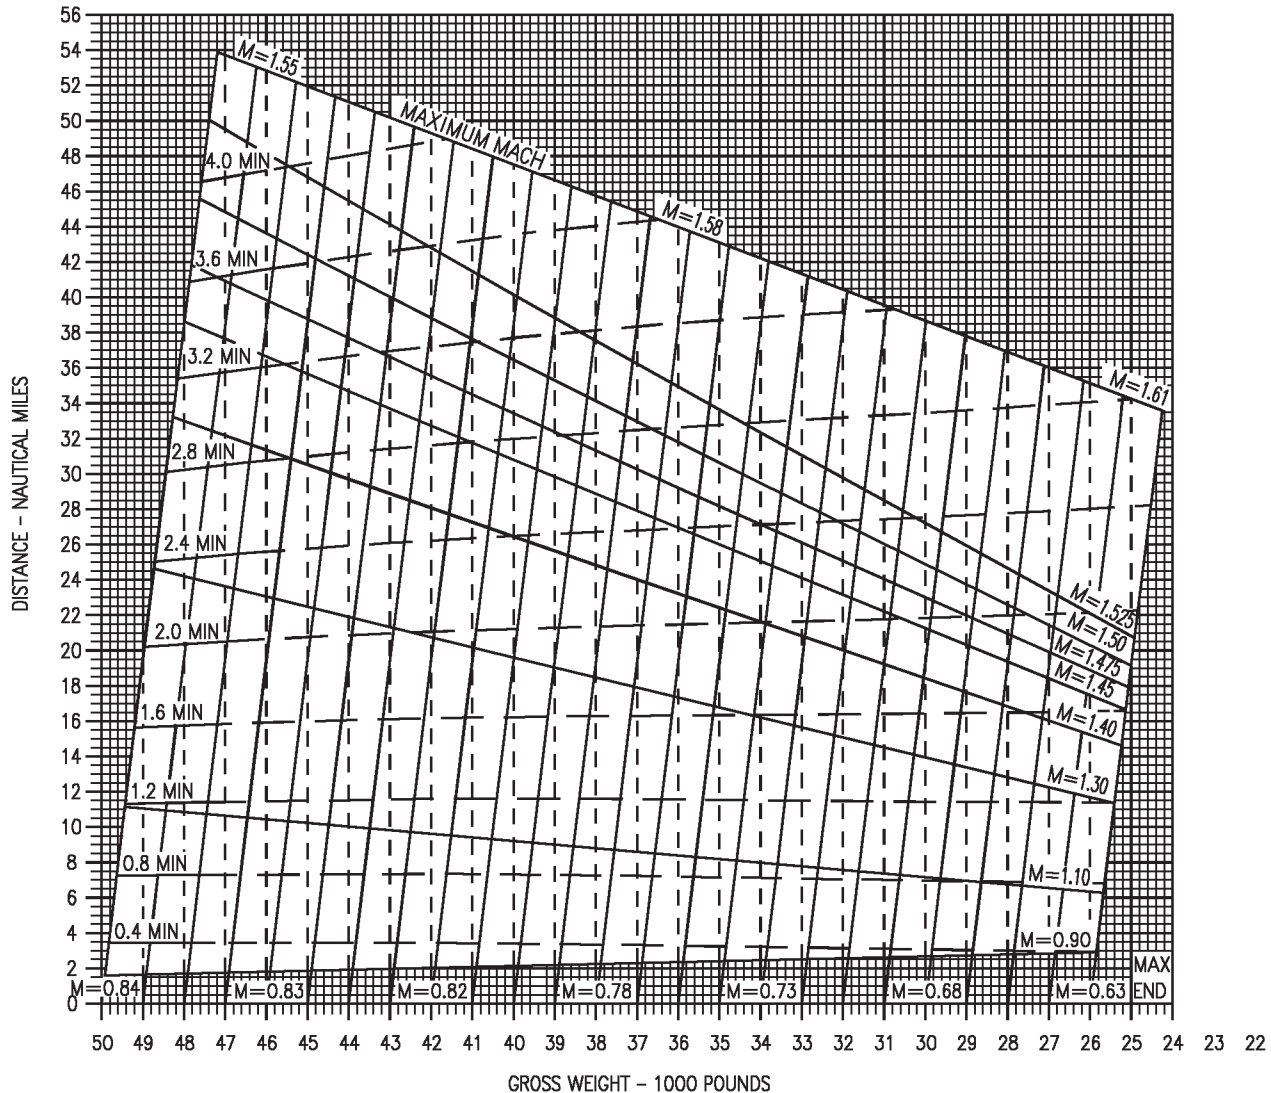 56
54
52
50
48
46
44
42
40
38
36
34
32
30
28
26
24
22
20
18
16
14
12
10
8
6
4
2
0
DISTANCE - NAUTICAL MILES
M=1.55
MAXIMUM MACH
M=1.58
M=1.61
4.0 MIN
3.6 MIN
3.2 MIN
2.8 MIN
2.4 MIN
2.0 MIN
1.6 MIN
1.2 MIN
0.8 MIN
0.4 MIN
M=1.525
M=1.50
M=1.475
M=1.45
M=1.40
M=1.30
M=1.10
M=0.90
M=0.84 M=0.83 M=0.82 M=0.78 M=0.73 M=0.68 M=0.63
MAX
END
50 49 48 47 46 45 44 43 42 41 40 39 38 37 36 35 34 33 32 31 30 29 28 27 26 25 24 23 22
GROSS WEIGHT - 1000 POUNDS